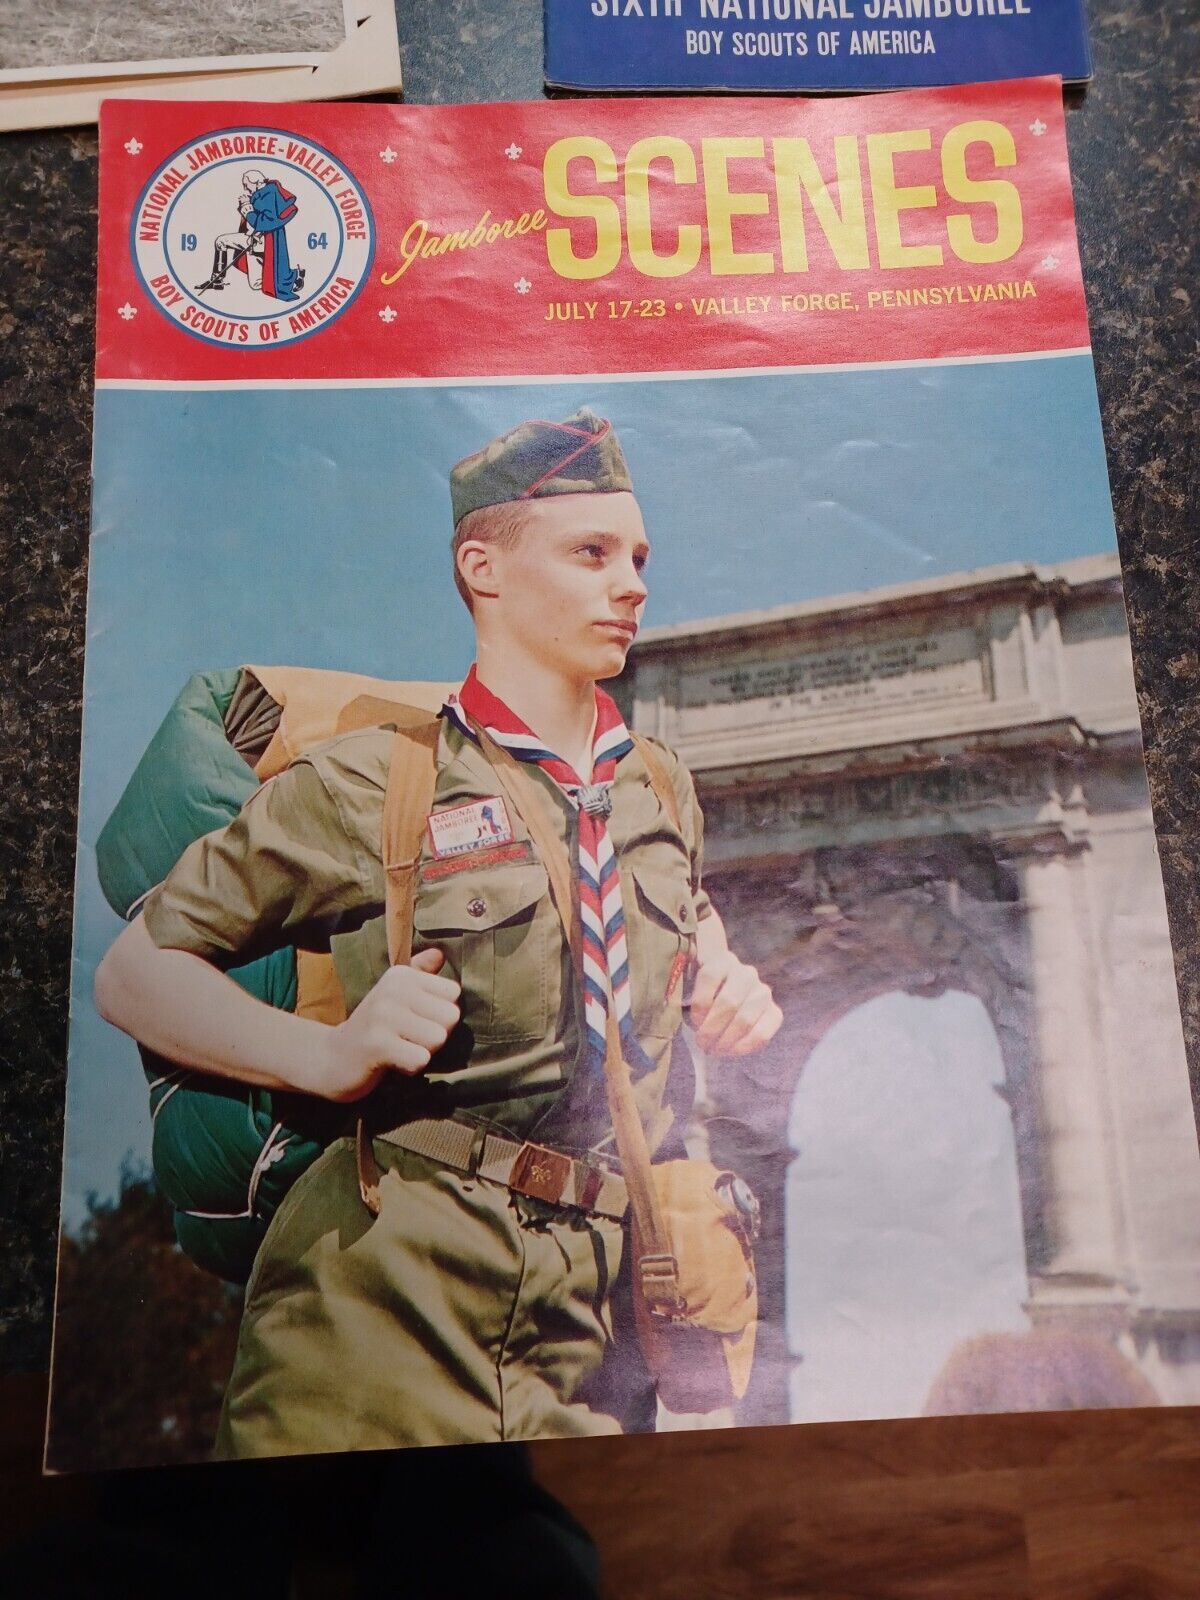 SIXTH NATIONAL JAMBOREE
BOY SCOUTS OF AMERICA
NATIONAL JAMBOREE-VALLEY FORGE
19 64
BOY SCOUTS OF AMERICA
Jamboree SCENES
JULY 17-23 • VALLEY FORGE, PENNSYLVANIA
NATIONAL
JAMBOREE
VALLEY FORGE